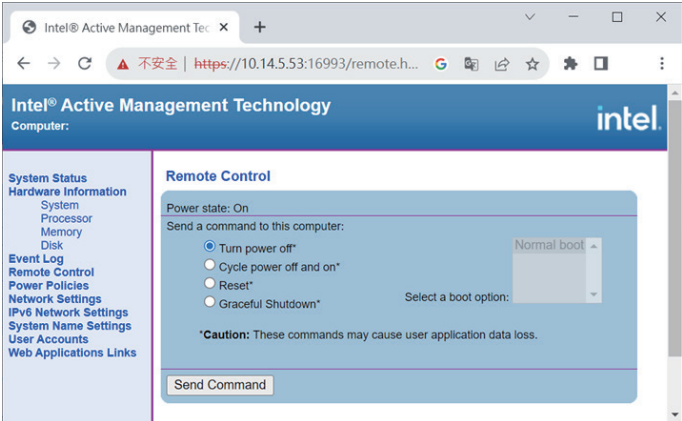 Intel® Active Management Tec
不安全 | https://10.14.5.53:16993/remote.h...
Intel® Active Management Technology
Computer:
intel.
System Status
Hardware Information
System
Processor
Memory
Disk
Event Log
Remote Control
Power Policies
Network Settings
IPv6 Network Settings
System Name Settings
User Accounts
Web Applications Links
Remote Control
Power state: On
Send a command to this computer:
Turn power off*
Cycle power off and on*
Reset*
Graceful Shutdown*
Select a boot option:
Normal boot
*Caution: These commands may cause user application data loss.
Send Command